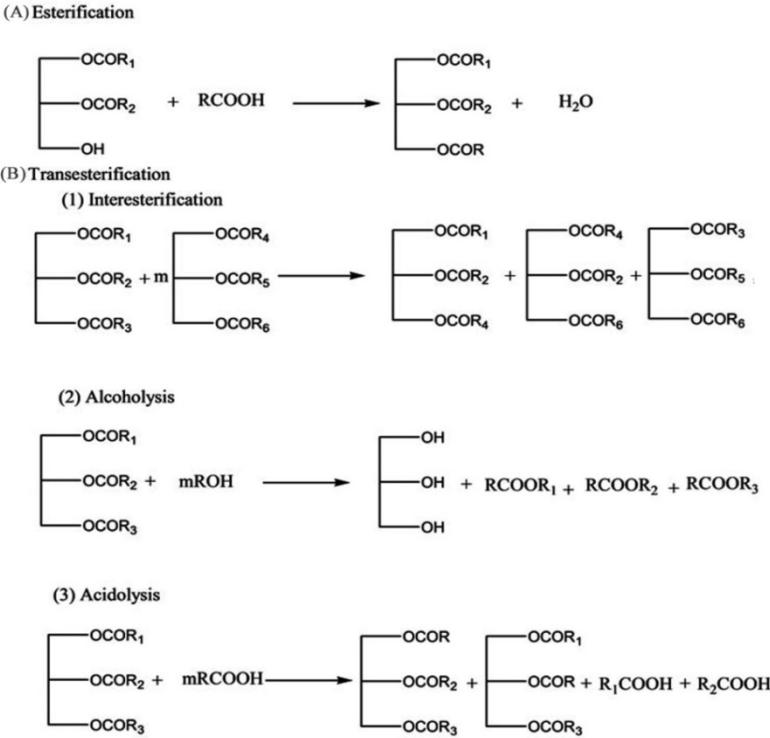 (A) Esterification
OCOR₁ OCOR₁
OCOR₂ + RCOOH OCOR₂ + H₂O
OH OCOR
(B) Transesterification
(1) Interesterification
OCOR₁ OCOR₄ OCOR₁ OCOR₄ OCOR₃
OCOR₂ + m OCOR₅ OCOR₂ + OCOR₂ + OCOR₅
OCOR₃ OCOR₆ OCOR₄ OCOR₆ OCOR₆
(2) Alcoholysis
OCOR₁ OH
OCOR₂ + mROH OH + RCOOR₁ + RCOOR₂ + RCOOR₃
OCOR₃ OH
(3) Acidolysis
OCOR₁ OCOR OCOR₁
OCOR₂ + mRCOOH OCOR₂ + OCOR + R₁COOH + R₂COOH
OCOR₃ OCOR₃ OCOR₃